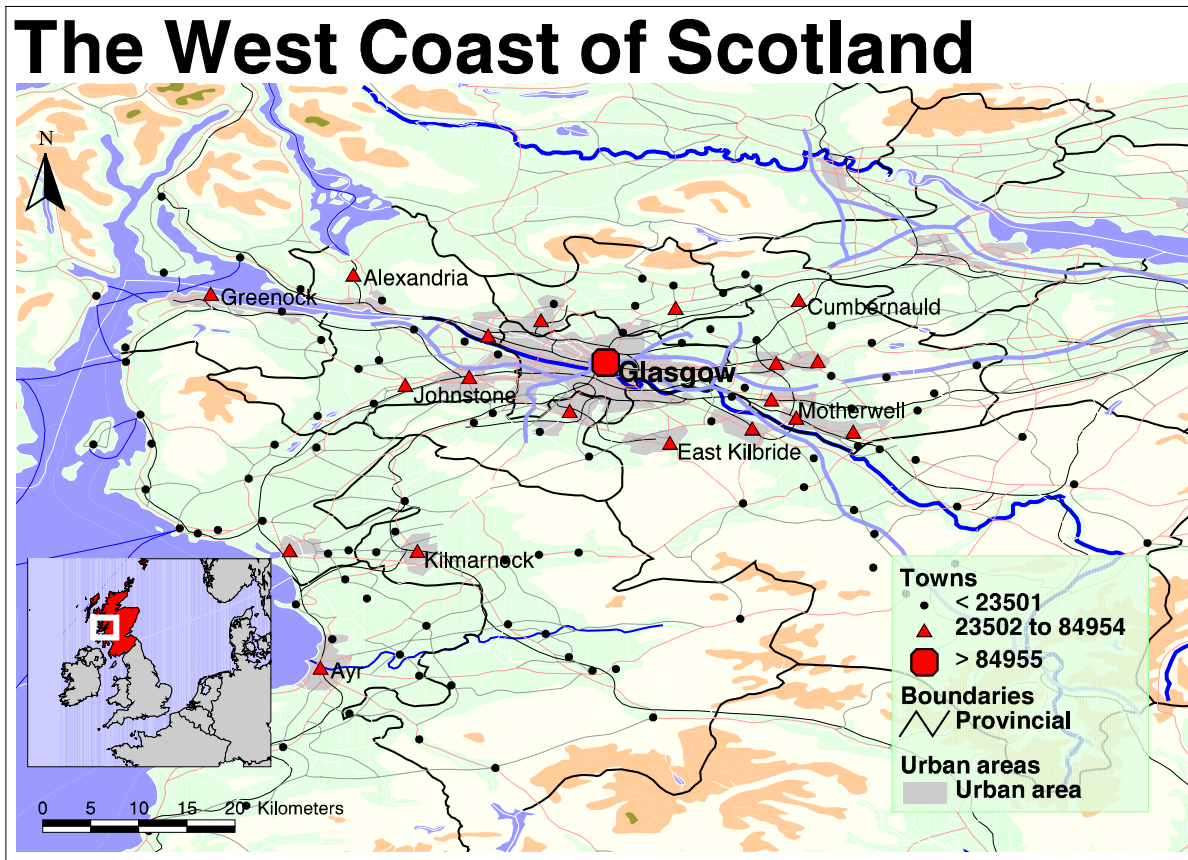 The West Coast of Scotland
N
Alexandria
Greenock
Cumbernauld
Glasgow
Johnstone
Motherwell
East Kilbride
Kilmarnock
Ayr
Towns
< 23501
23502 to 84954
> 84955
Boundaries
Provincial
Urban areas
Urban area
0 5 10 15 20 Kilometers